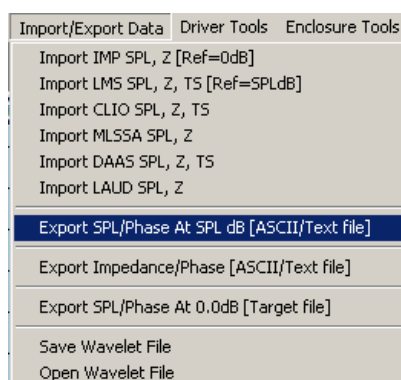 Import/Export Data Driver Tools Enclosure Tools
Import IMP SPL, Z [Ref=0dB]
Import LMS SPL, Z, TS [Ref=SPLdB]
Import CLIO SPL, Z, TS
Import MLSSA SPL, Z
Import DAAS SPL, Z, TS
Import LAUD SPL, Z
Export SPL/Phase At SPL dB [ASCII/Text file]
Export Impedance/Phase [ASCII/Text file]
Export SPL/Phase At 0.0dB [Target file]
Save Wavelet File
Open Wavelet File